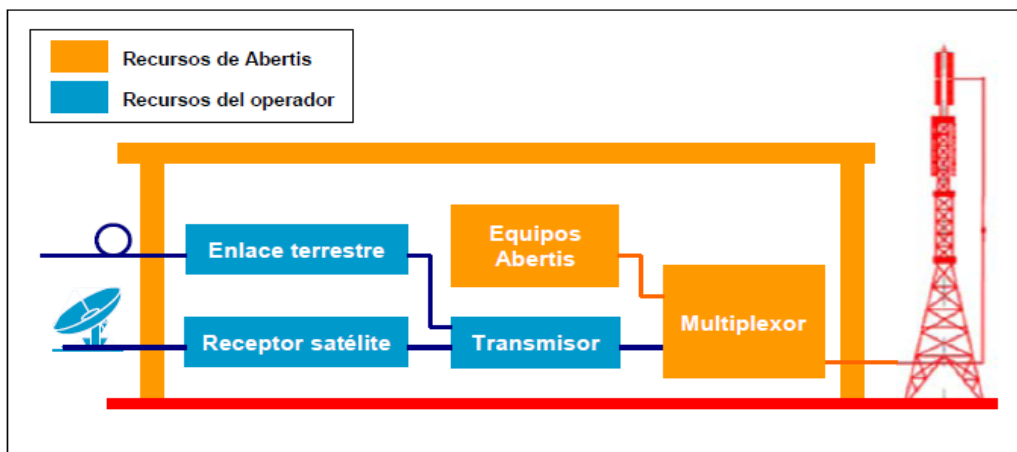 Recursos de Abertis
Recursos del operador
Enlace terrestre
Equipos
Abertis
Receptor satélite
Transmisor
Multiplexor